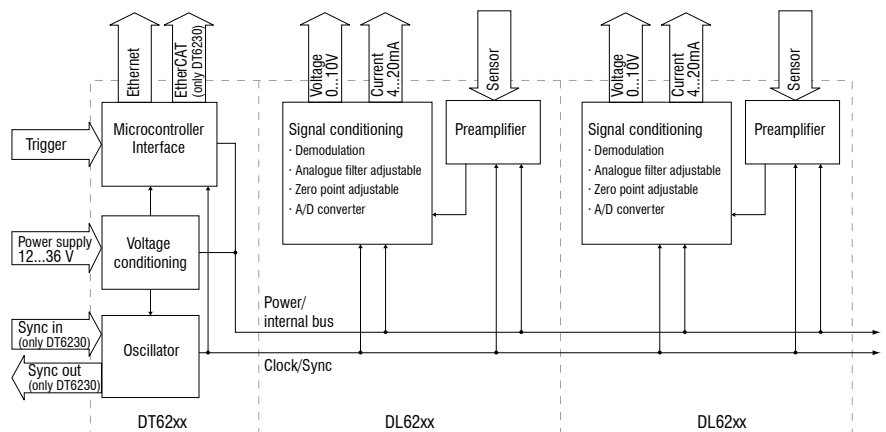 Ethernet
EtherCAT
(only DT6230)
Voltage
0...10V
Current
4...20mA
Sensor
Voltage
0...10V
Current
4...20mA
Sensor
Trigger
Microcontroller
Interface
Signal conditioning
· Demodulation
· Analogue filter adjustable
· Zero point adjustable
· A/D converter
Preamplifier
Signal conditioning
· Demodulation
· Analogue filter adjustable
· Zero point adjustable
· A/D converter
Preamplifier
Power supply
12...36 V
Voltage
conditioning
Power/
internal bus
Sync in
(only DT6230)
Sync out
(only DT6230)
Oscillator
Clock/Sync
DT62xx
DL62xx
DL62xx